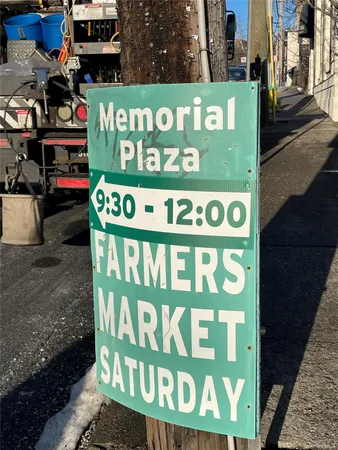 Memorial
Plaza
9:30 - 12:00
FARMERS
MARKET
SATURDAY